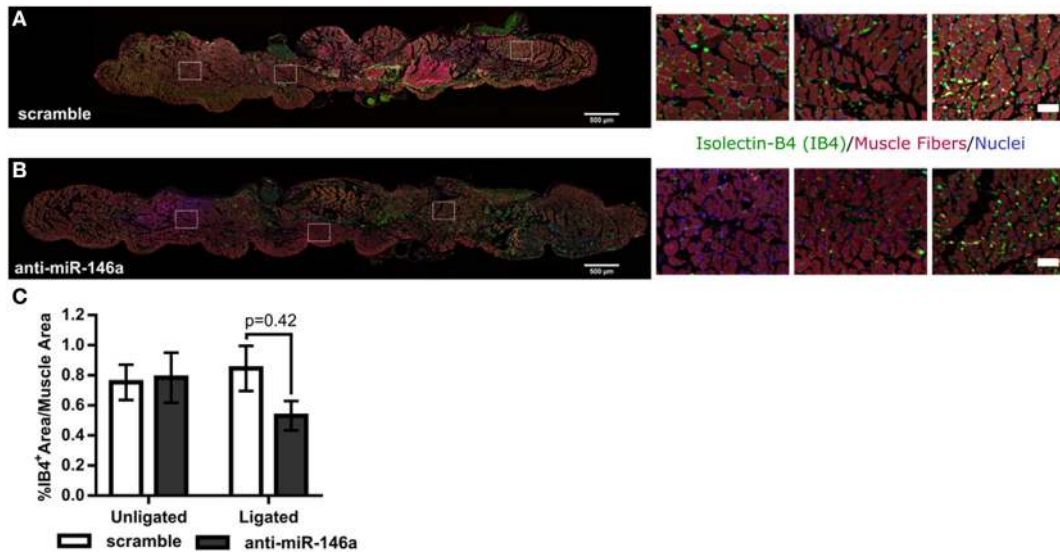 A
scramble
500 µm
Isolectin-B4 (IB4)/Muscle Fibers/Nuclei
B
anti-miR-146a
500 µm
C
%IB4+ Area/Muscle Area
1.2
1.0
0.8
0.6
0.4
0.2
0.0
p=0.42
Unligated
Ligated
scramble
anti-miR-146a